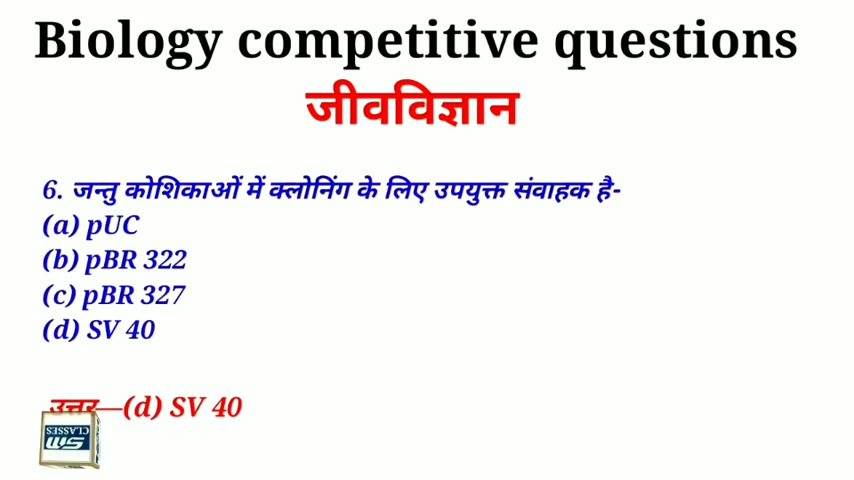 Biology competitive questions
जीवविज्ञान
6. जन्तु कोशिकाओं में क्लोनिंग के लिए उपयुक्त संवाहक है-
(a) pUC
(b) pBR 322
(c) pBR 327
(d) SV 40
उत्तर—(d) SV 40
CLASSES